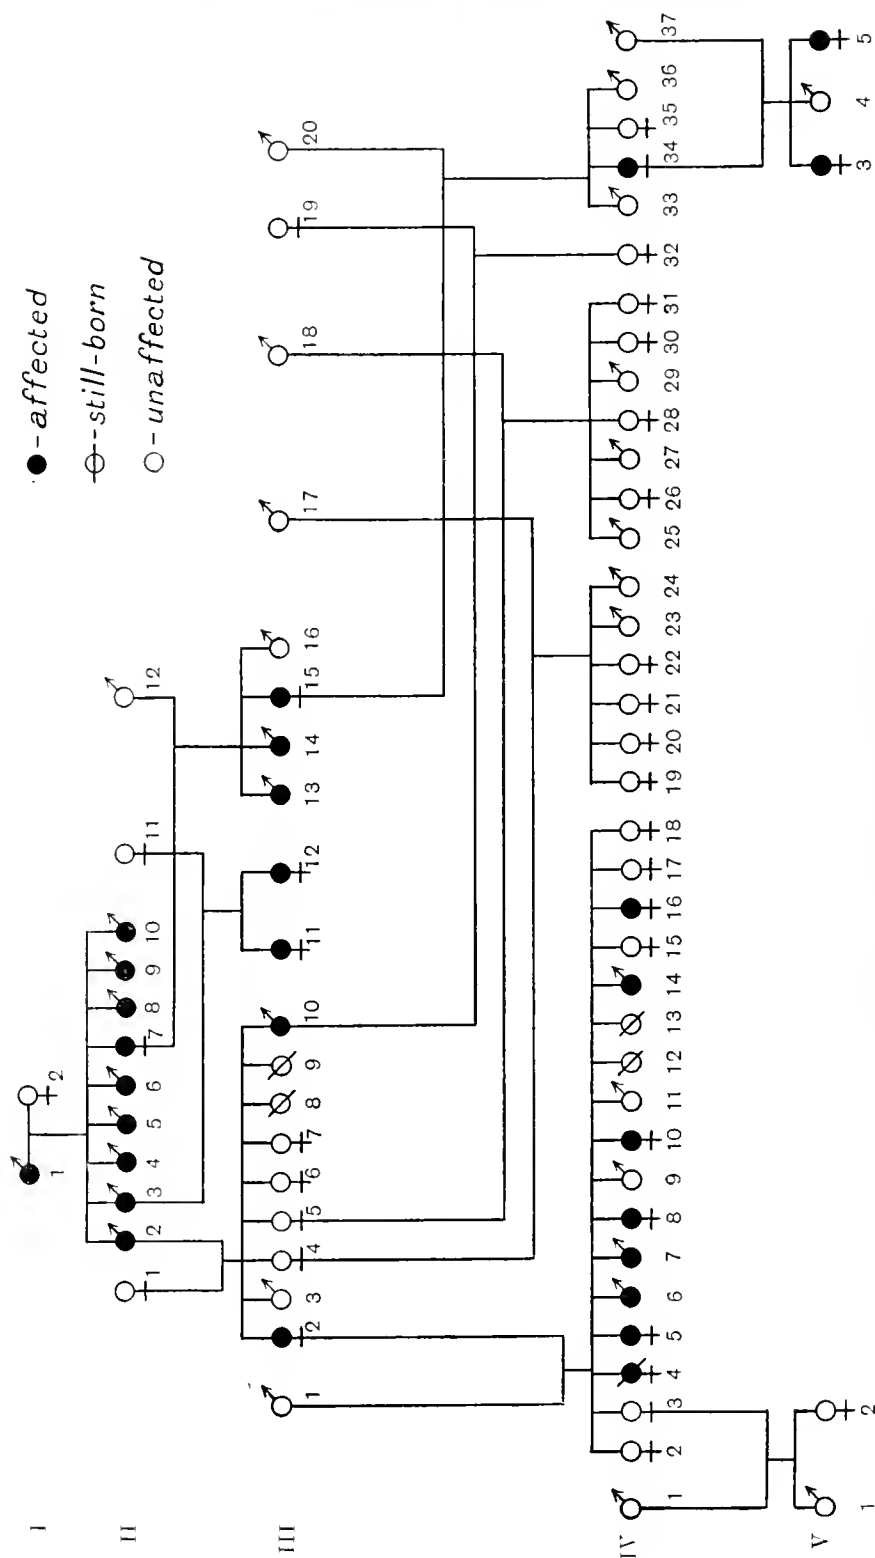 - affected
- still-born
- unaffected
I
1 2
II
1 2 3 4 5 6 7 8 9 10 11 12
III
1 2 3 4 5 6 7 8 9 10 11 12 13 14 15 16 17 18 19 20
IV
1 2 3 4 5 6 7 8 9 10 11 12 13 14 15 16 17 18 19 20 21 22 23 24 25 26 27 28 29 30 31 32 33 34 35 36 37
V
1 2 3 4 5